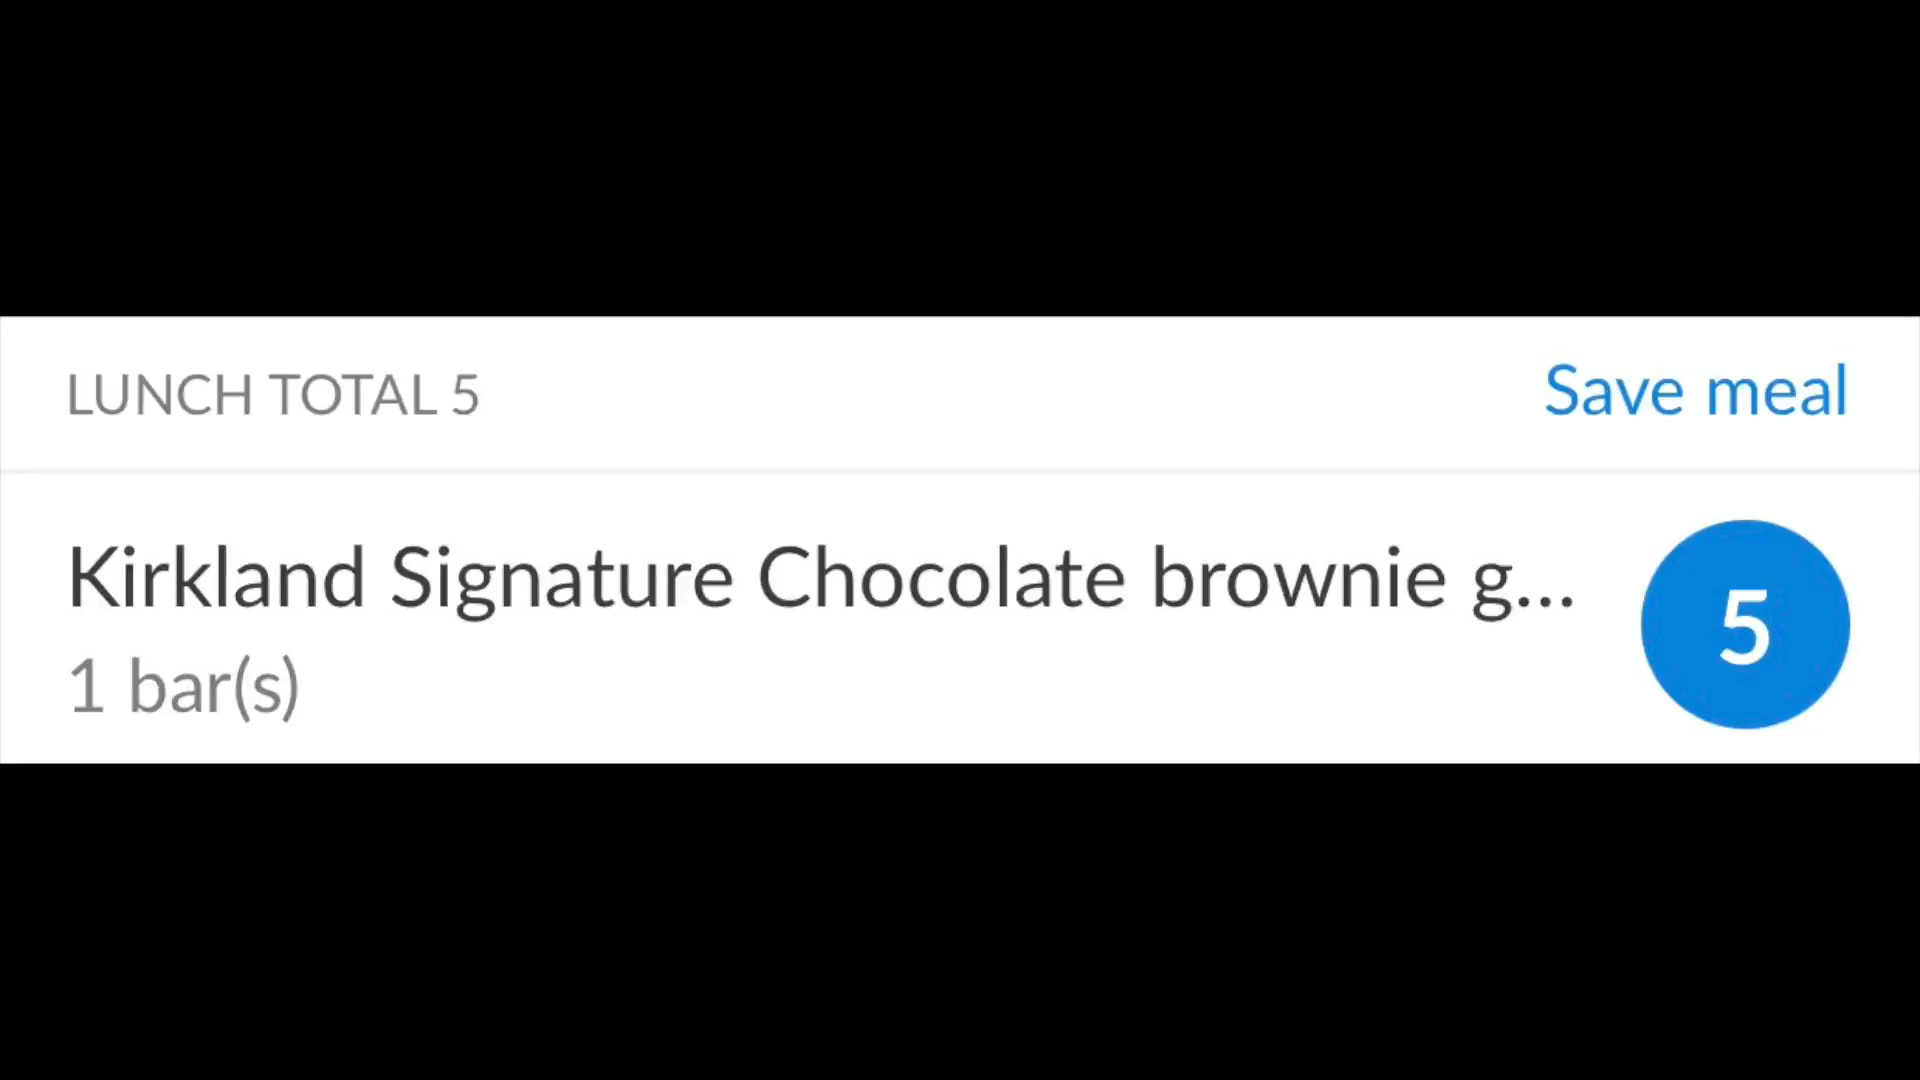 LUNCH TOTAL 5
Save meal
Kirkland Signature Chocolate brownie g...
5
1 bar(s)